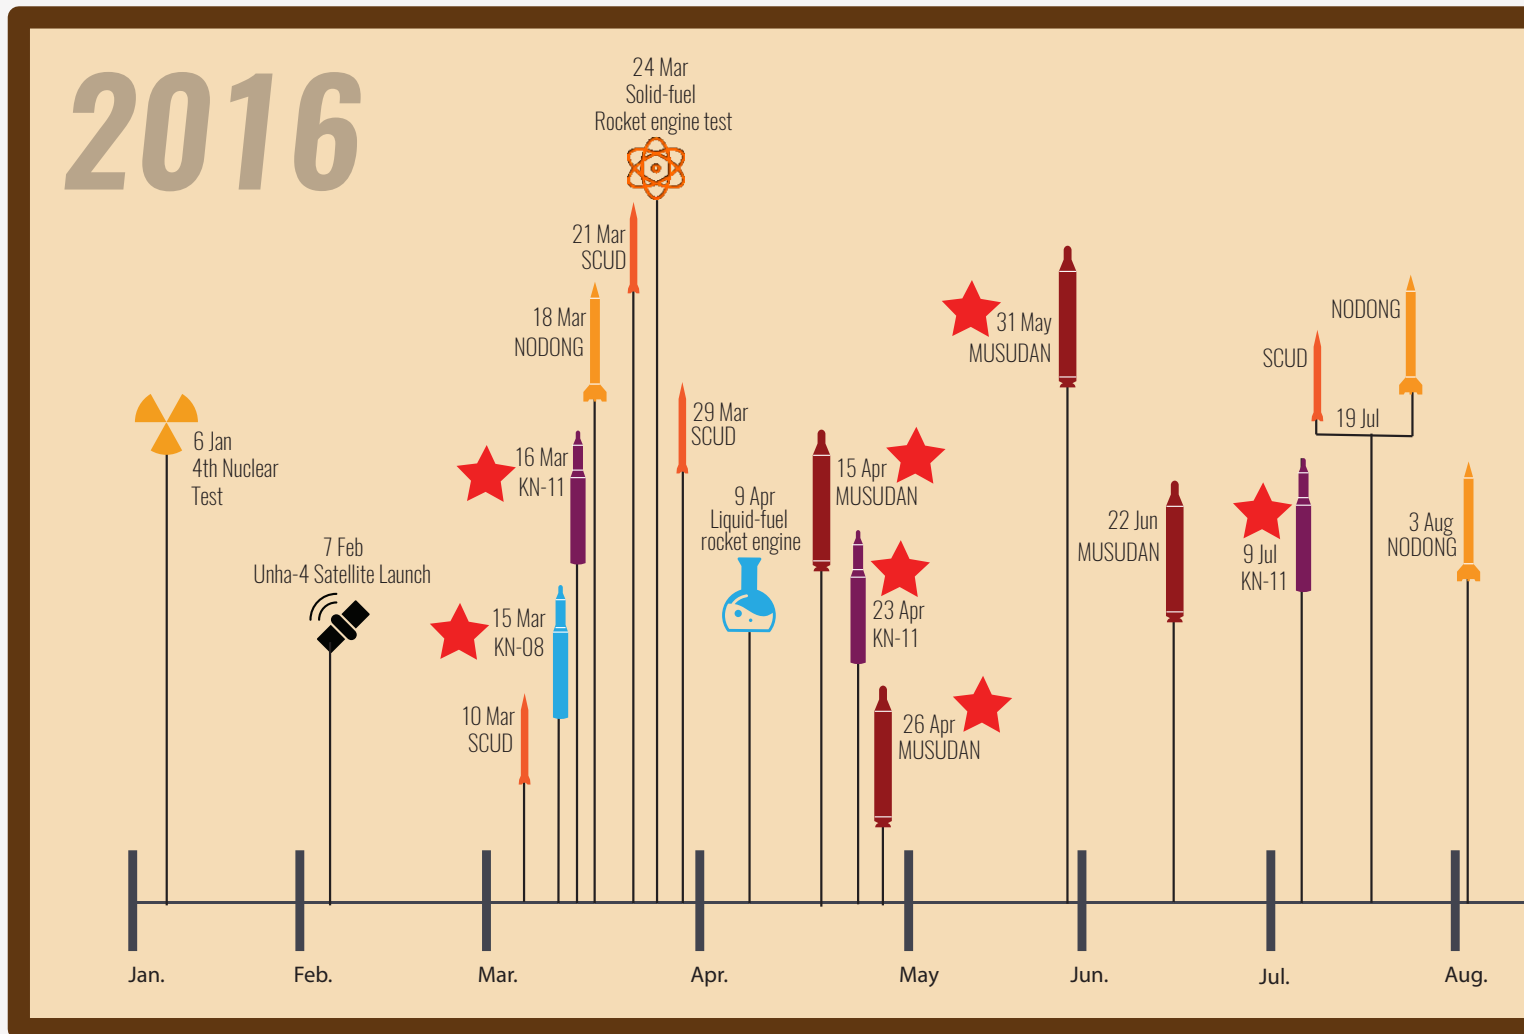 2016
6 Jan
4th Nuclear
Test
7 Feb
Unha-4 Satellite Launch
10 Mar
SCUD
15 Mar
KN-08
16 Mar
KN-11
18 Mar
NODONG
21 Mar
SCUD
24 Mar
Solid-fuel
Rocket engine test
29 Mar
SCUD
9 Apr
Liquid-fuel
rocket engine
15 Apr
MUSUDAN
23 Apr
KN-11
26 Apr
MUSUDAN
31 May
MUSUDAN
22 Jun
MUSUDAN
9 Jul
KN-11
SCUD
NODONG
19 Jul
3 Aug
NODONG
Jan.
Feb.
Mar.
Apr.
May
Jun.
Jul.
Aug.